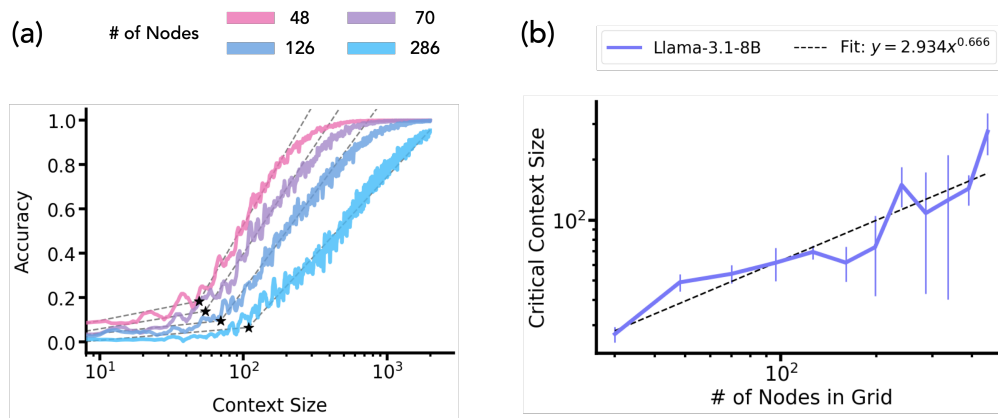 (a)
# of Nodes
48
70
126
286
1.0
0.8
0.6
0.4
0.2
0.0
Accuracy
10¹
10²
10³
Context Size
(b)
Llama-3.1-8B
Fit: y = 2.934x^0.666
Critical Context Size
10²
10²
# of Nodes in Grid